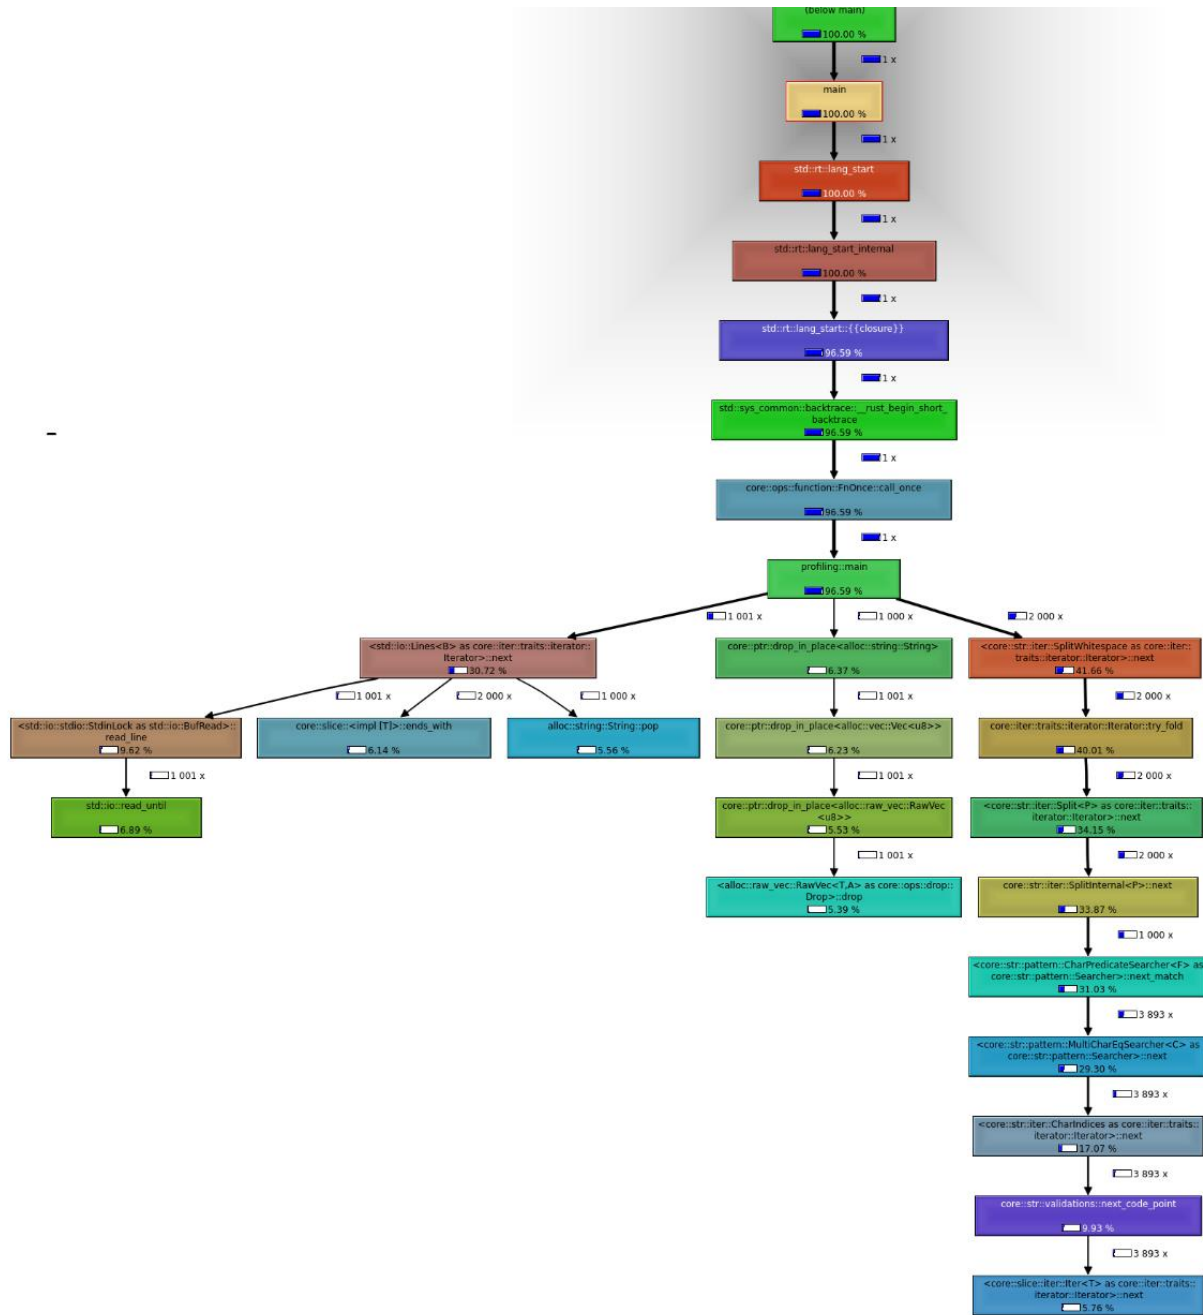 (below main)
100.00 %
1 x
main
100.00 %
1 x
std::rt::lang_start
100.00 %
1 x
std::rt::lang_start_internal
100.00 %
1 x
std::rt::lang_start::{{closure}}
96.59 %
1 x
std::sys_common::backtrace::__rust_begin_short_
backtrace
96.59 %
1 x
core::ops::function::FnOnce::call_once
96.59 %
1 x
profiling::main
96.59 %
1 001 x
1 000 x
2 000 x
<std::io::Lines<B> as core::iter::traits::iterator::
Iterator>::next
30.72 %
core::ptr::drop_in_place<alloc::string::String>
6.37 %
<core::str::iter::SplitWhitespace as core::iter::
traits::iterator::Iterator>::next
41.66 %
1 001 x
2 000 x
1 000 x
1 001 x
2 000 x
<std::io::stdio::StdinLock as std::io::BufRead>::
read_line
9.62 %
core::slice::<impl [T]>::ends_with
6.14 %
alloc::string::String::pop
5.56 %
core::ptr::drop_in_place<alloc::vec::Vec<u8>>
6.23 %
core::iter::traits::iterator::Iterator::try_fold
40.01 %
1 001 x
1 001 x
2 000 x
std::io::read_until
6.89 %
core::ptr::drop_in_place<alloc::raw_vec::RawVec
<u8>>
5.53 %
<core::str::iter::Split<P> as core::iter::traits::
iterator::Iterator>::next
34.15 %
1 001 x
2 000 x
<alloc::raw_vec::RawVec<T,A> as core::ops::drop::
Drop>::drop
5.39 %
core::str::iter::SplitInternal<P>::next
33.87 %
1 000 x
<core::str::pattern::CharPredicateSearcher<F> as
core::str::pattern::Searcher>::next_match
31.03 %
3 893 x
<core::str::pattern::MultiCharEqSearcher<C> as
core::str::pattern::Searcher>::next
29.30 %
3 893 x
<core::str::iter::CharIndices as core::iter::traits::
iterator::Iterator>::next
17.07 %
3 893 x
core::str::validations::next_code_point
9.93 %
3 893 x
<core::slice::iter::Iter<T> as core::iter::traits::
iterator::Iterator>::next
5.76 %